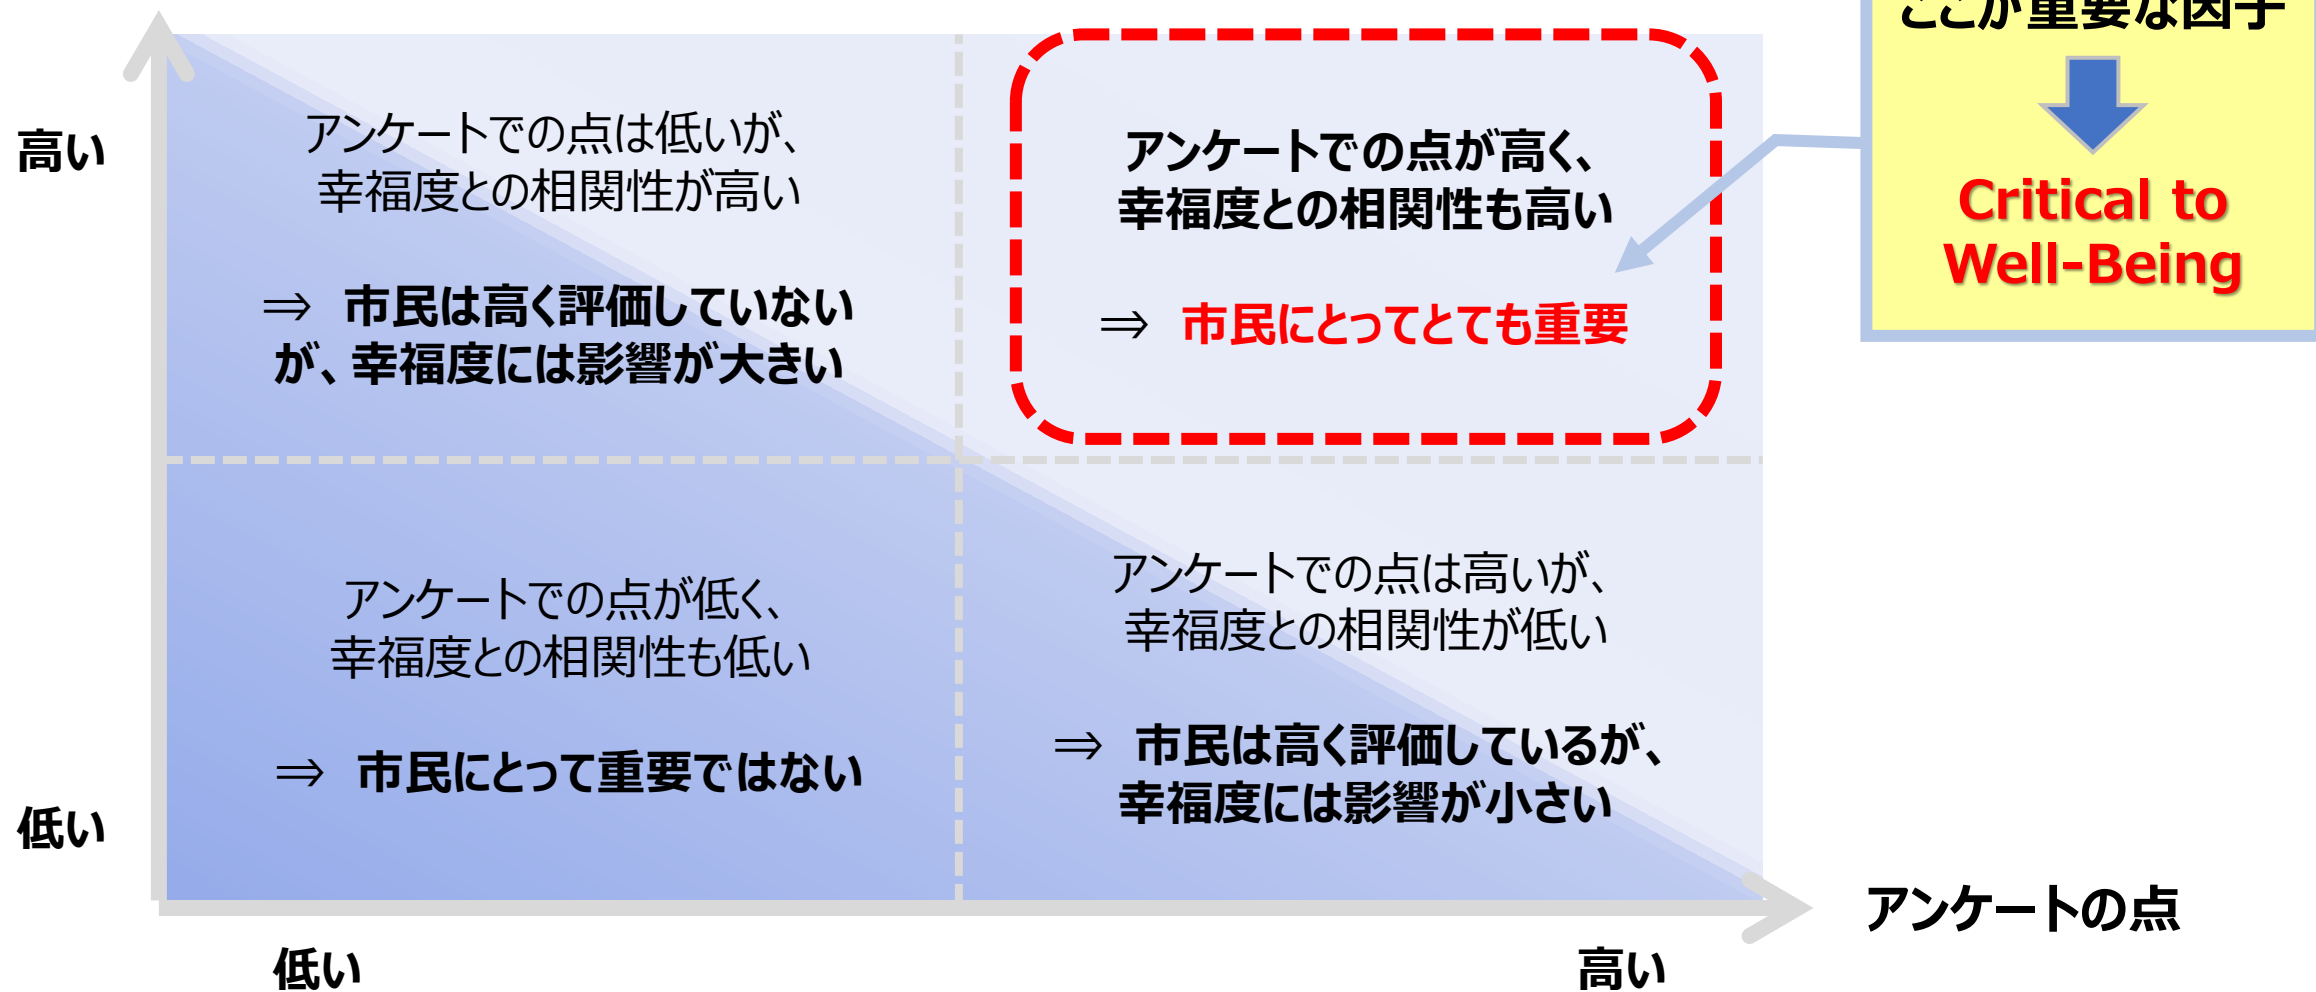 ここが重要な因子
Critical to
Well-Being
高い
アンケートでの点は低いが、
幸福度との相関性が高い
⇒ 市民は高く評価していない
が、幸福度には影響が大きい
アンケートでの点が高く、
幸福度との相関性も高い
⇒ 市民にとってとても重要
アンケートでの点が低く、
幸福度との相関性も低い
⇒ 市民にとって重要ではない
アンケートでの点は高いが、
幸福度との相関性が低い
⇒ 市民は高く評価しているが、
幸福度には影響が小さい
低い
アンケートの点
低い
高い